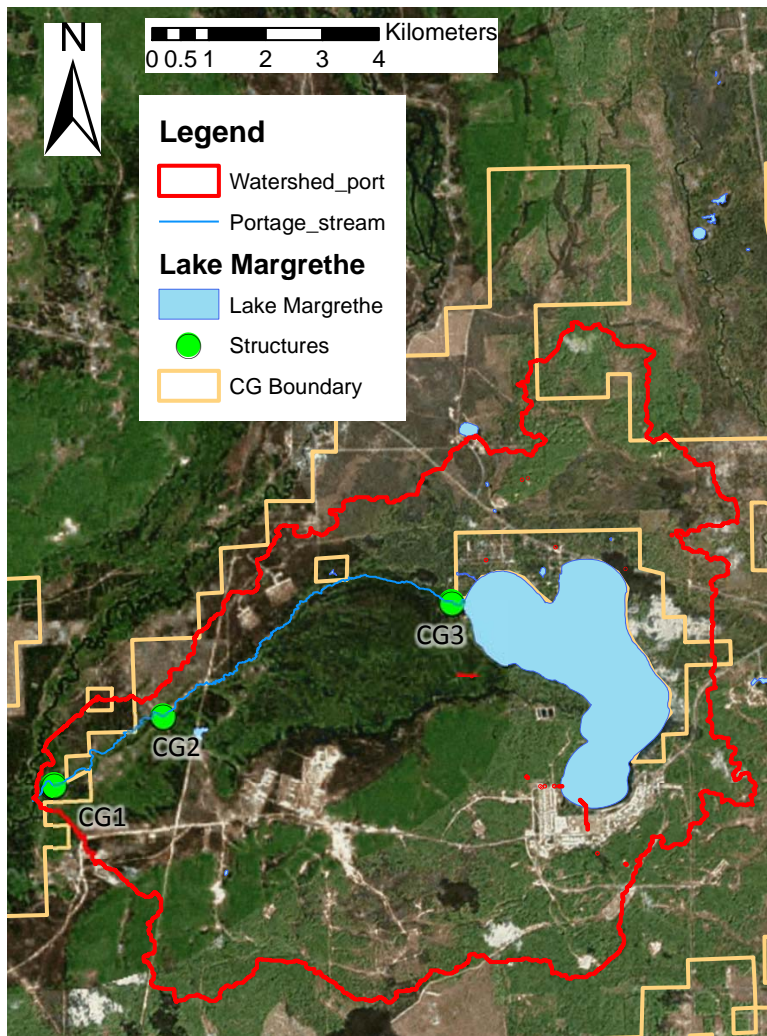 N
Kilometers
0 0.5 1 2 3 4
Legend
Watershed_port
Portage_stream
Lake Margrethe
Lake Margrethe
Structures
CG Boundary
CG3
CG2
CG1